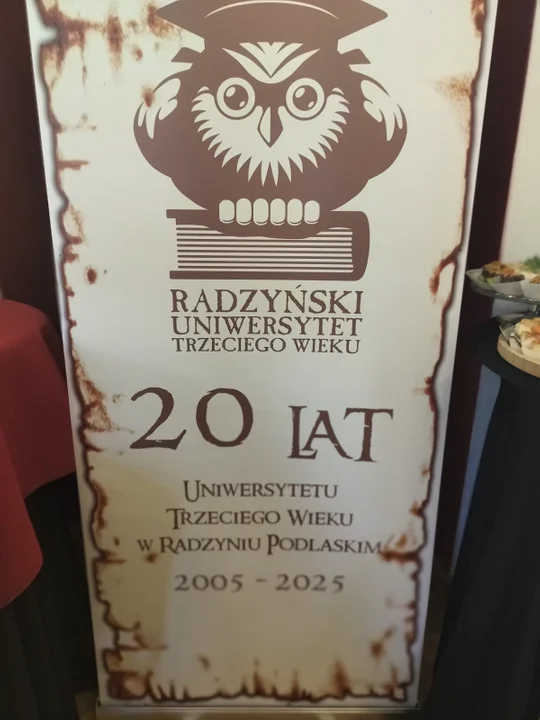 RADZYŃSKI
UNIWERSYTET
TRZECIEGO WIEKU
20 LAT
UNIWERSYTETU
TRZECIEGO WIEKU
W RADZYNIU PODLASKIM
2005 - 2025